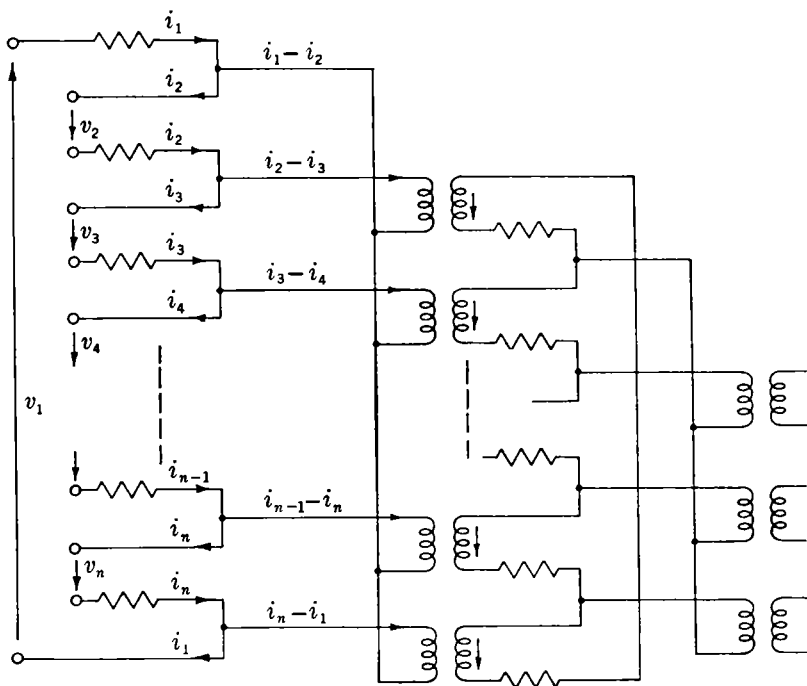 i₁
i₁ − i₂
i₂
v₂
i₂
i₂ − i₃
i₃
v₃
i₃
i₃ − i₄
i₄
v₄
v₁
iₙ₋₁
iₙ₋₁ − iₙ
iₙ
vₙ
iₙ
iₙ − i₁
i₁